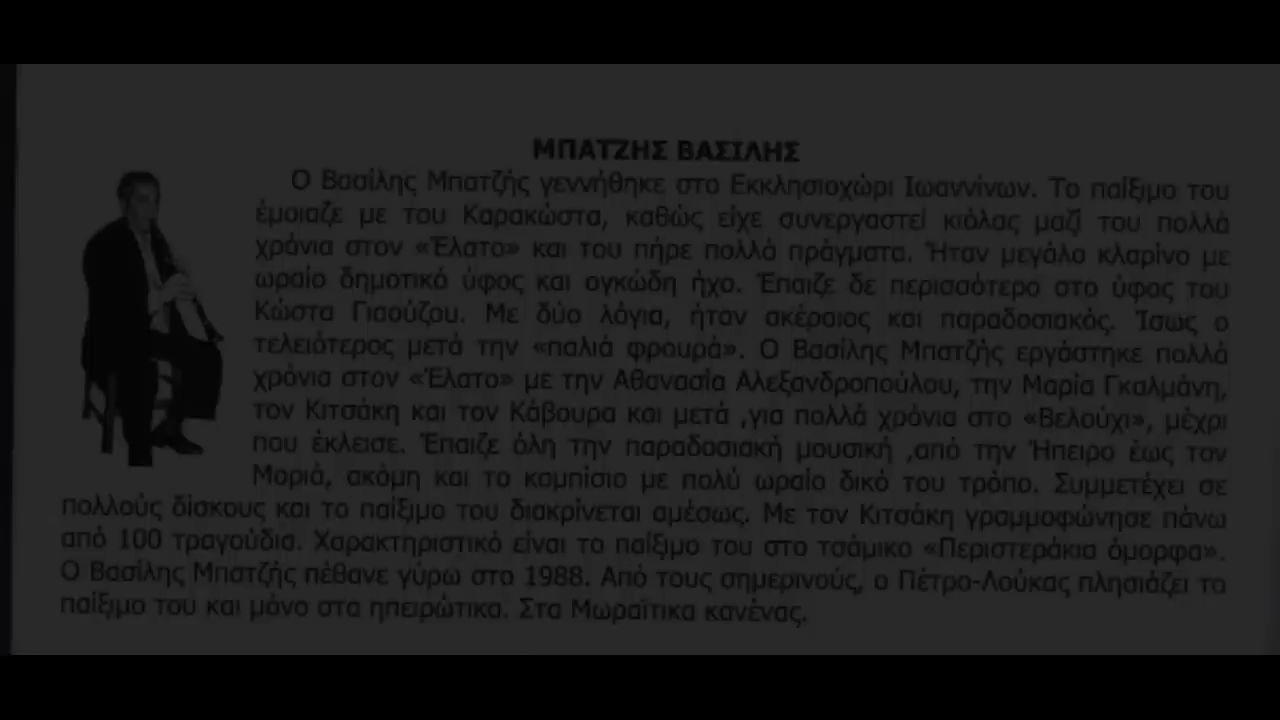 ΜΠΑΤΖΗΣ ΒΑΣΙΛΗΣ
Ο Βασίλης Μπατζής γεννήθηκε στο Εκκλησιοχώρι Ιωαννίνων. Το παίξιμο του
έμοιαζε με του Καρακώστα, καθώς είχε συνεργαστεί κιόλας μαζί του πολλά
χρόνια στον «Έλατο» και του πήρε πολλά πράγματα. Ήταν μεγάλο κλαρίνο με
ωραίο δημοτικό ύφος και ογκώδη ήχο. Έπαιζε δε περισσότερο στο ύφος του
Κώστα Γιαούζου. Με δύο λόγια, ήταν ακέραιος και παραδοσιακός. Ίσως ο
τελειότερος μετά την «παλιά φρουρά». Ο Βασίλης Μπατζής εργάστηκε πολλά
χρόνια στον «Έλατο» με την Αθανασία Αλεξανδροπούλου, την Μαρία Γκαλμάνη,
τον Κιτσάκη και τον Κάβουρα και μετά ,για πολλά χρόνια στο «Βελούχι», μέχρι
που έκλεισε. Έπαιζε όλη την παραδοσιακή μουσική ,από την Ήπειρο έως τον
Μοριά, ακόμη και το καμπίσιο με πολύ ωραίο δικό του τρόπο. Συμμετέχει σε
πολλούς δίσκους και το παίξιμο του διακρίνεται αμέσως. Με τον Κιτσάκη γραμμοφώνησε πάνω
από 100 τραγούδια. Χαρακτηριστικό είναι το παίξιμο του στο τσάμικο «Περιστεράκια όμορφα».
Ο Βασίλης Μπατζής πέθανε γύρω στο 1988. Από τους σημερινούς, ο Πέτρο-Λούκας πλησιάζει το
παίξιμο του και μόνο στα ηπειρώτικα. Στα Μωραΐτικα κανένας.